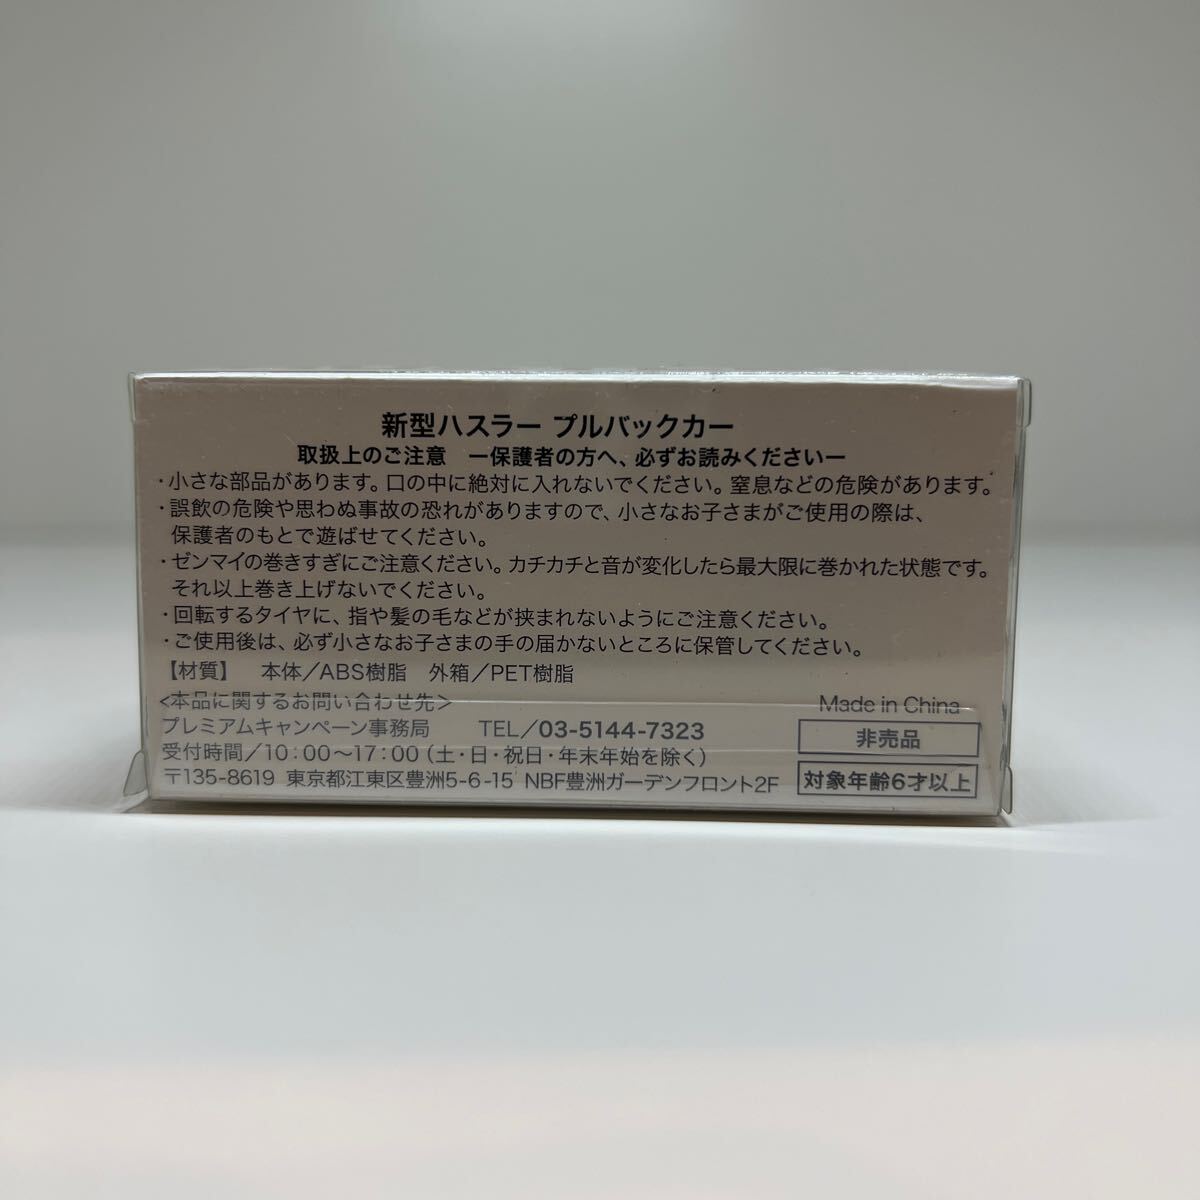 新型ハスラー プルバックカー
取扱上のご注意　ー保護者の方へ、必ずお読みくださいー
・小さな部品があります。口の中に絶対に入れないでください。窒息などの危険があります。
・誤飲の危険や思わぬ事故の恐れがありますので、小さなお子さまがご使用の際は、
保護者のもとで遊ばせてください。
・ゼンマイの巻きすぎにご注意ください。カチカチと音が変化したら最大限に巻かれた状態です。
それ以上巻き上げないでください。
・回転するタイヤに、指や髪の毛などが挟まれないようにご注意ください。
・ご使用後は、必ず小さなお子さまの手の届かないところに保管してください。
【材質】　本体／ABS樹脂　外箱／PET樹脂
<本品に関するお問い合わせ先>
プレミアムキャンペーン事務局　TEL／03-5144-7323
受付時間／10：00〜17：00（土・日・祝日・年末年始を除く）
〒135-8619 東京都江東区豊洲5-6-15 NBF豊洲ガーデンフロント2F
Made in China
非売品
対象年齢6才以上